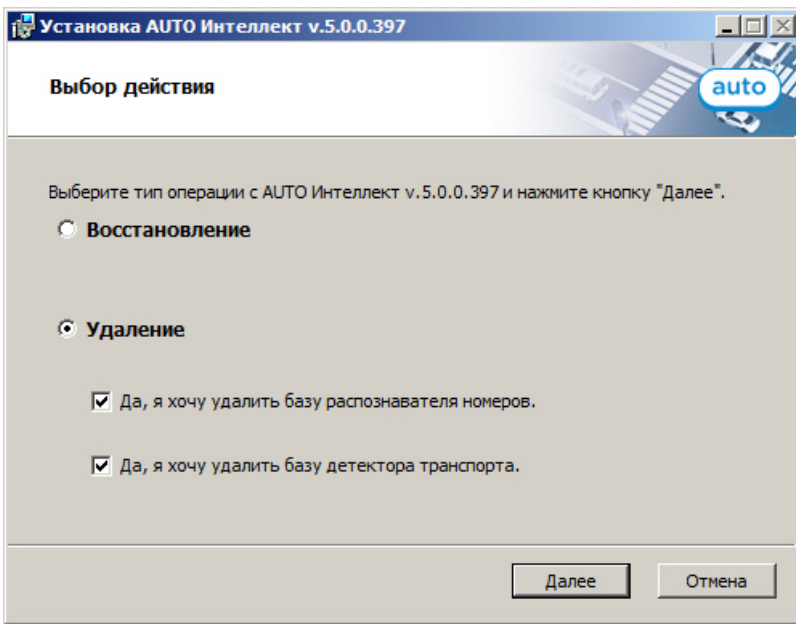 Установка AUTO Интеллект v.5.0.0.397
Выбор действия
auto
Выберите тип операции с AUTO Интеллект v.5.0.0.397 и нажмите кнопку "Далее".
Восстановление
Удаление
Да, я хочу удалить базу распознавателя номеров.
Да, я хочу удалить базу детектора транспорта.
Далее
Отмена